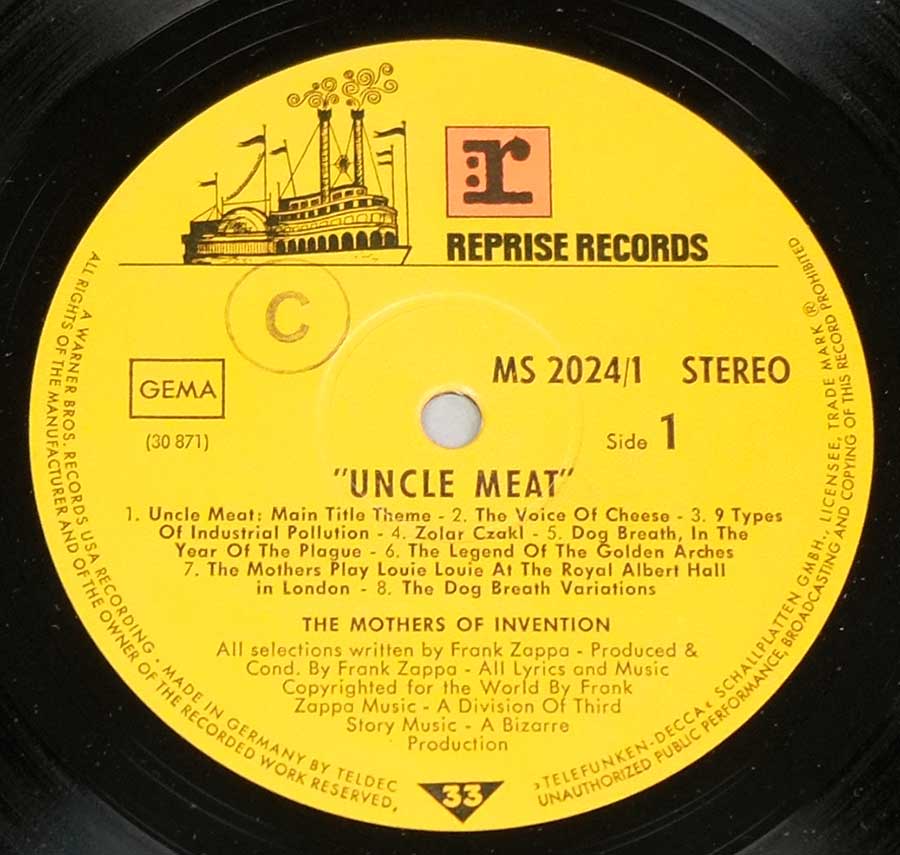 r
REPRISE RECORDS
C
GEMA
(30 871)
MS 2024/1 STEREO
Side 1
"UNCLE MEAT"
1. Uncle Meat: Main Title Theme - 2. The Voice Of Cheese - 3. 9 Types
Of Industrial Pollution - 4. Zolar Czakl - 5. Dog Breath, In The
Year Of The Plague - 6. The Legend Of The Golden Arches
7. The Mothers Play Louie Louie At The Royal Albert Hall
in London - 8. The Dog Breath Variations
THE MOTHERS OF INVENTION
All selections written by Frank Zappa - Produced &
Cond. By Frank Zappa - All Lyrics and Music
Copyrighted for the World By Frank
Zappa Music - A Division Of Third
Story Music - A Bizarre
Production
33
A WARNER BROS. RECORDS USA RECORDING · MADE IN GERMANY BY TELDEC
›TELEFUNKEN-DECCA‹ SCHALLPLATTEN GMBH., LICENSEE, TRADE MARK ®
ALL RIGHTS OF THE MANUFACTURER AND OF THE OWNER OF THE RECORDED WORK RESERVED,
UNAUTHORIZED PUBLIC PERFORMANCE, BROADCASTING AND COPYING OF THIS RECORD PROHIBITED